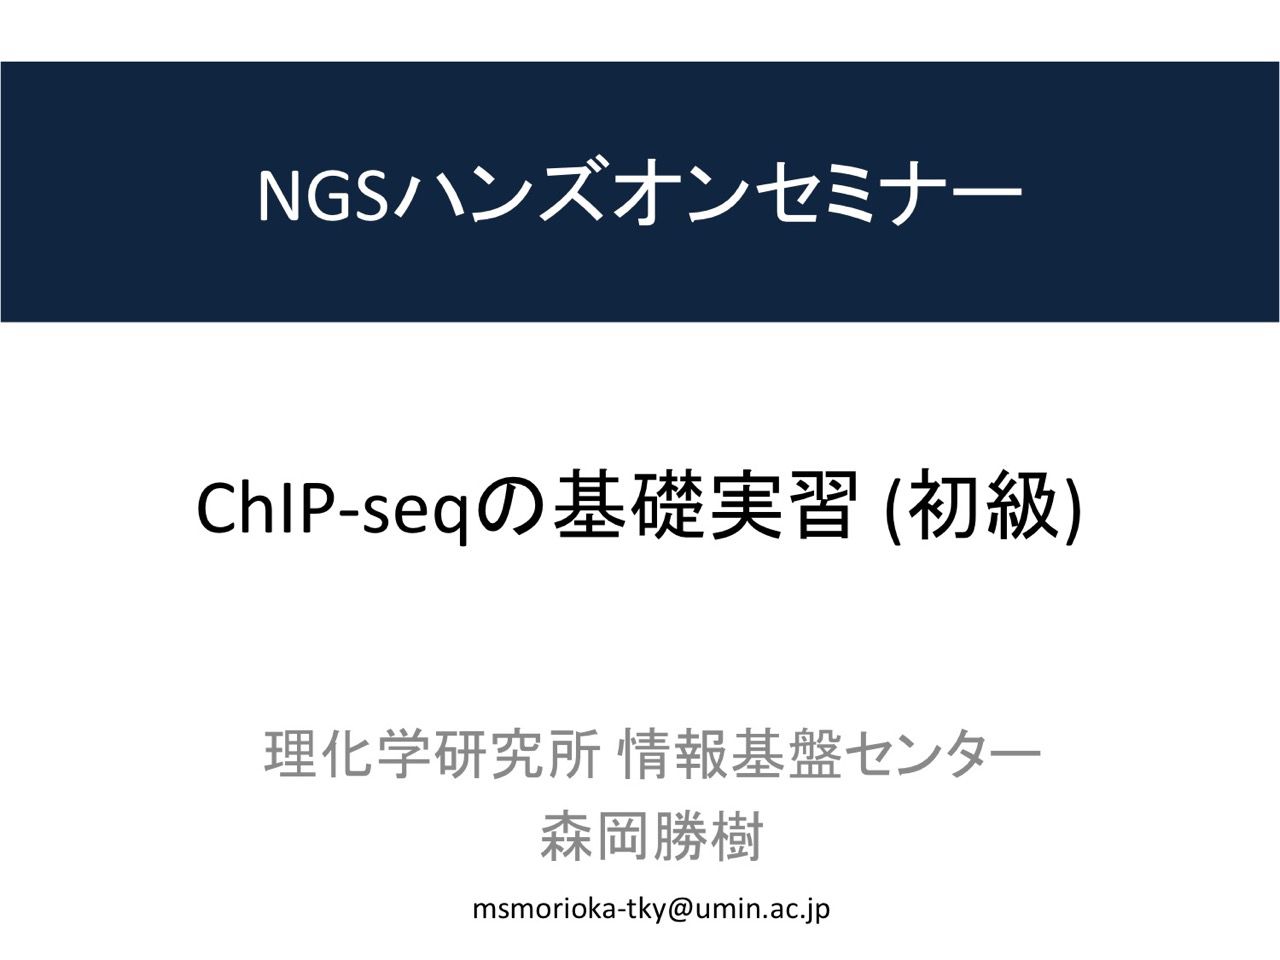 NGSハンズオンセミナー
ChIP-seqの基礎実習 (初級)
理化学研究所 情報基盤センター
森岡勝樹
msmorioka-tky@umin.ac.jp